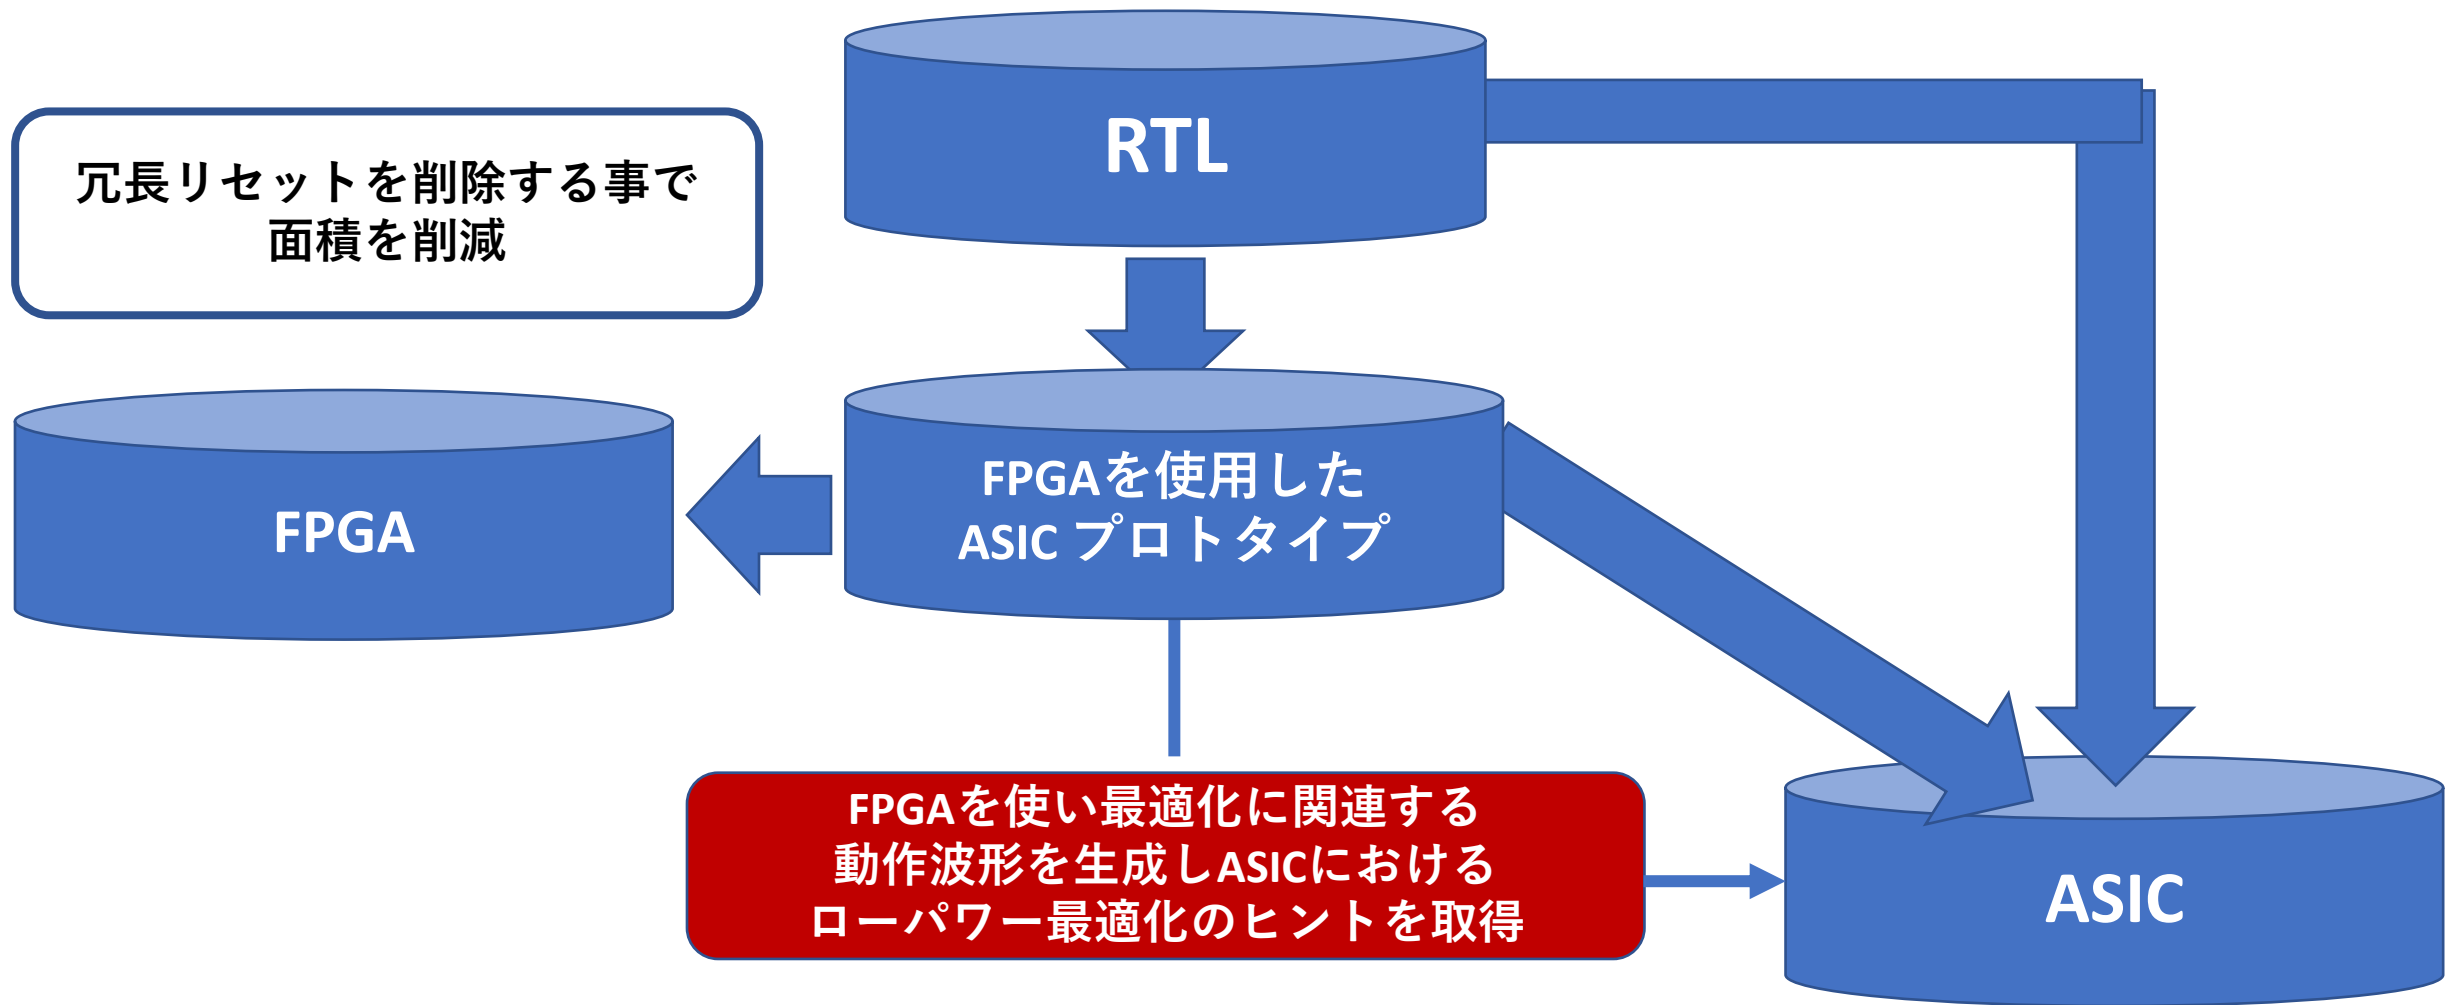 RTL
冗長リセットを削除する事で
面積を削減
FPGA
FPGAを使用した
ASIC プロトタイプ
FPGAを使い最適化に関連する
動作波形を生成しASICにおける
ローパワー最適化のヒントを取得
ASIC